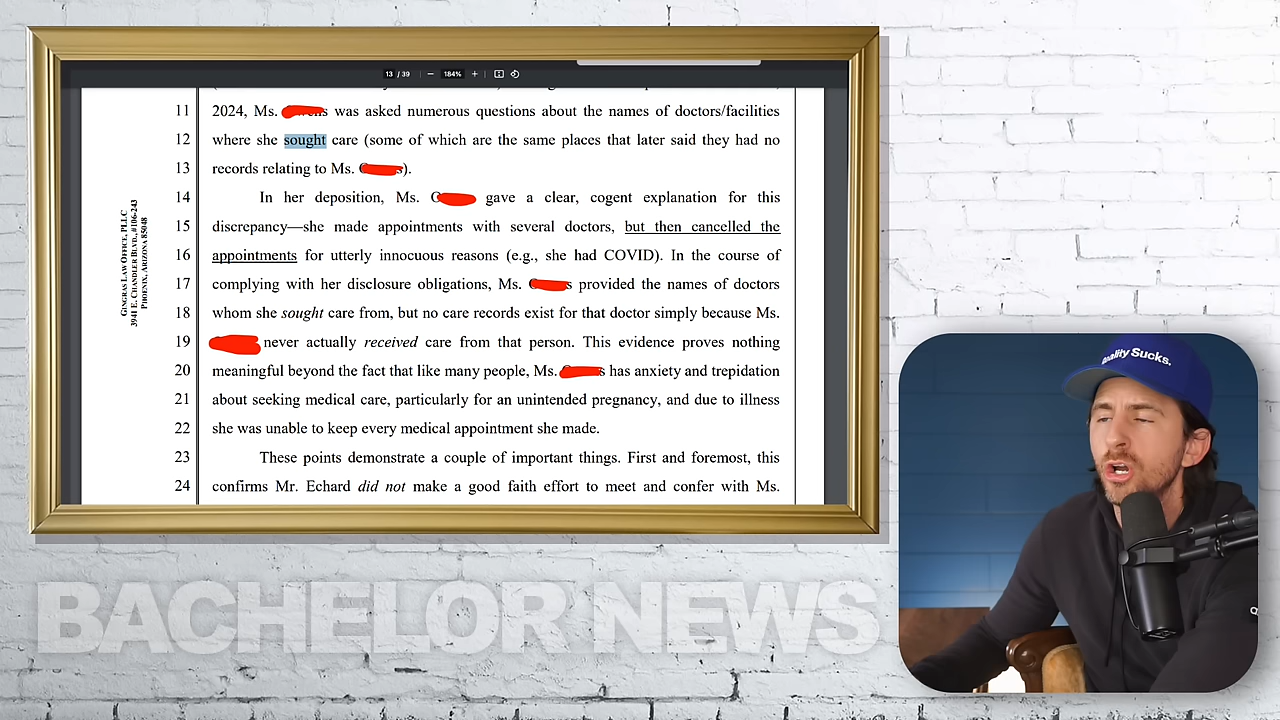 13 / 39 — 184% +
11 2024, Ms. was asked numerous questions about the names of doctors/facilities
12 where she sought care (some of which are the same places that later said they had no
13 records relating to Ms. ).
14 In her deposition, Ms. gave a clear, cogent explanation for this
15 discrepancy—she made appointments with several doctors, but then cancelled the
16 appointments for utterly innocuous reasons (e.g., she had COVID). In the course of
17 complying with her disclosure obligations, Ms. provided the names of doctors
18 whom she sought care from, but no care records exist for that doctor simply because Ms.
19 never actually received care from that person. This evidence proves nothing
20 meaningful beyond the fact that like many people, Ms. has anxiety and trepidation
21 about seeking medical care, particularly for an unintended pregnancy, and due to illness
22 she was unable to keep every medical appointment she made.
23 These points demonstrate a couple of important things. First and foremost, this
24 confirms Mr. Echard did not make a good faith effort to meet and confer with Ms.
GINGRAS LAW OFFICE, PLLC
3941 E. CHANDLER BLVD., #106-243
PHOENIX, ARIZONA 85048
Sucks.
BACHELOR NEWS